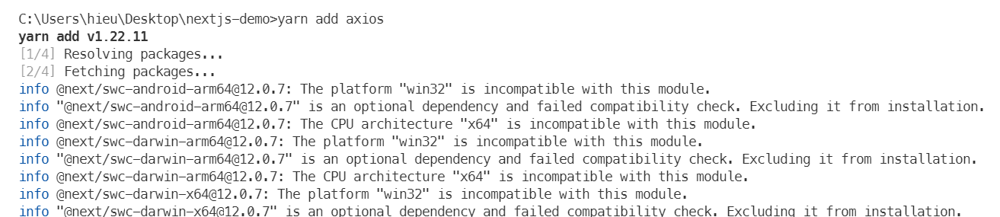 C:\Users\hieu\Desktop\nextjs-demo>yarn add axios
yarn add v1.22.11
[1/4] Resolving packages...
[2/4] Fetching packages...
info @next/swc-android-arm64@12.0.7: The platform "win32" is incompatible with this module.
info "@next/swc-android-arm64@12.0.7" is an optional dependency and failed compatibility check. Excluding it from installation.
info @next/swc-android-arm64@12.0.7: The CPU architecture "x64" is incompatible with this module.
info @next/swc-darwin-arm64@12.0.7: The platform "win32" is incompatible with this module.
info "@next/swc-darwin-arm64@12.0.7" is an optional dependency and failed compatibility check. Excluding it from installation.
info @next/swc-darwin-arm64@12.0.7: The CPU architecture "x64" is incompatible with this module.
info @next/swc-darwin-x64@12.0.7: The platform "win32" is incompatible with this module.
info "@next/swc-darwin-x64@12.0.7" is an optional dependency and failed compatibility check. Excluding it from installation.